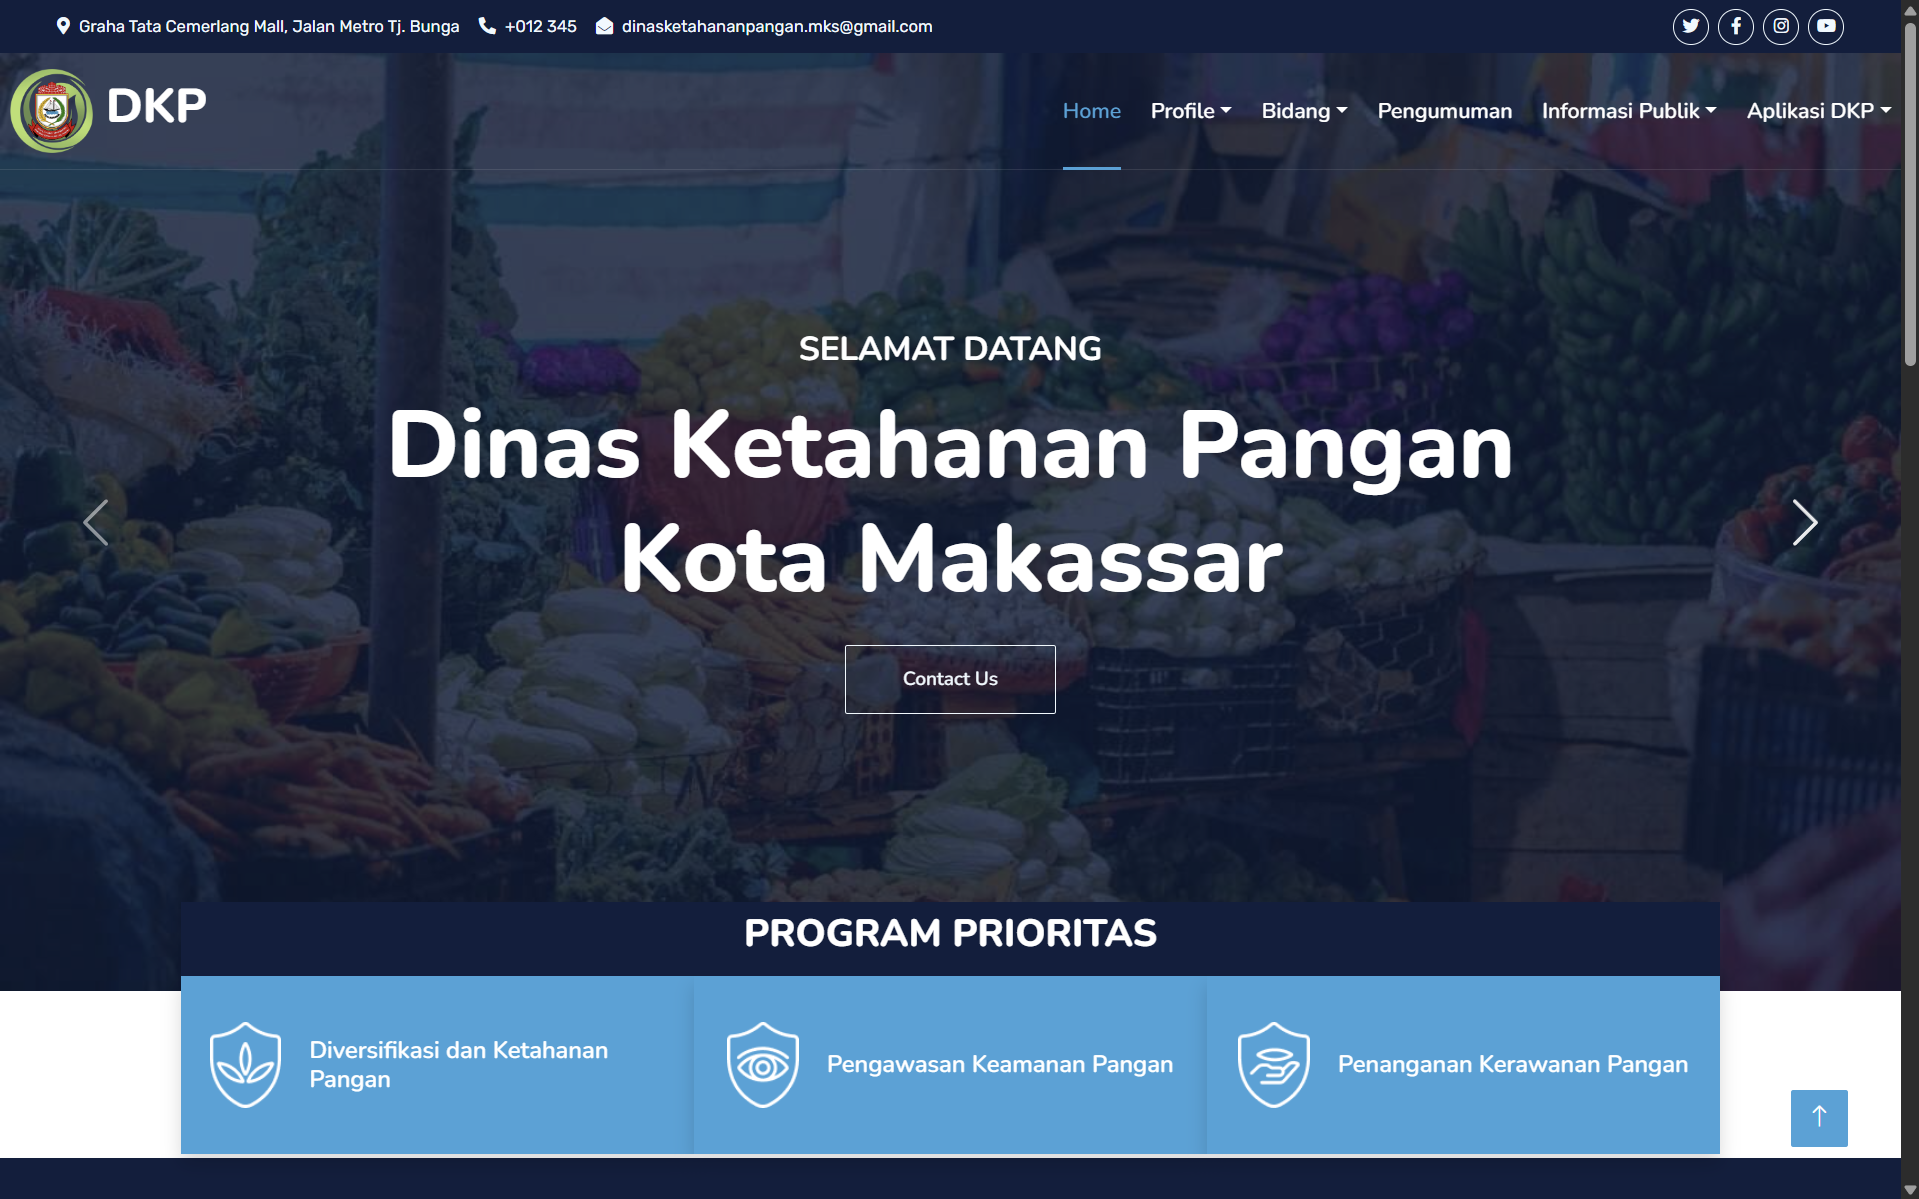 Graha Tata Cemerlang Mall, Jalan Metro Tj. Bunga
+012 345
dinasketahananpangan.mks@gmail.com
DKP
Home
Profile
Bidang
Pengumuman
Informasi Publik
Aplikasi DKP
SELAMAT DATANG
Dinas Ketahanan Pangan
Kota Makassar
Contact Us
PROGRAM PRIORITAS
Diversifikasi dan Ketahanan
Pangan
Pengawasan Keamanan Pangan
Penanganan Kerawanan Pangan